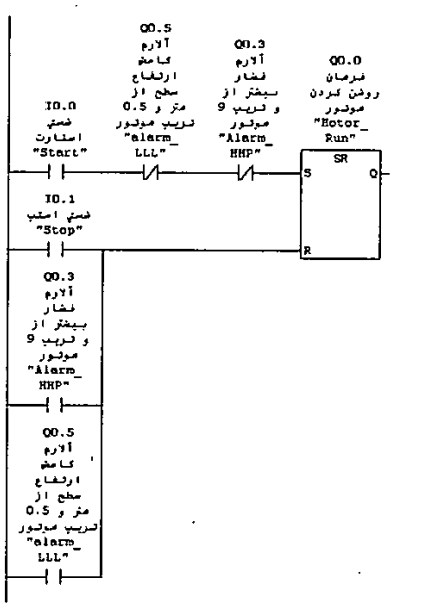 Q0.5
آلارم
کاهش
ارتفاع
سطح از
0.5 متر و
تریپ موتور
"alarm_
LLL"
Q0.3
آلارم
فشار
بیشتر از
9 و تریپ
موتور
"Alarm_
HHP"
Q0.0
فرمان
روشن کردن
موتور
"Motor_
Run"
I0.0
شستي
استارت
"Start"
SR
S
Q
R
I0.1
شستي استپ
"Stop"
Q0.3
آلارم
فشار
بیشتر از
9 و تریپ
موتور
"Alarm_
HHP"
Q0.5
آلارم
کاهش
ارتفاع
سطح از
0.5 متر و
تریپ موتور
"alarm_
LLL"